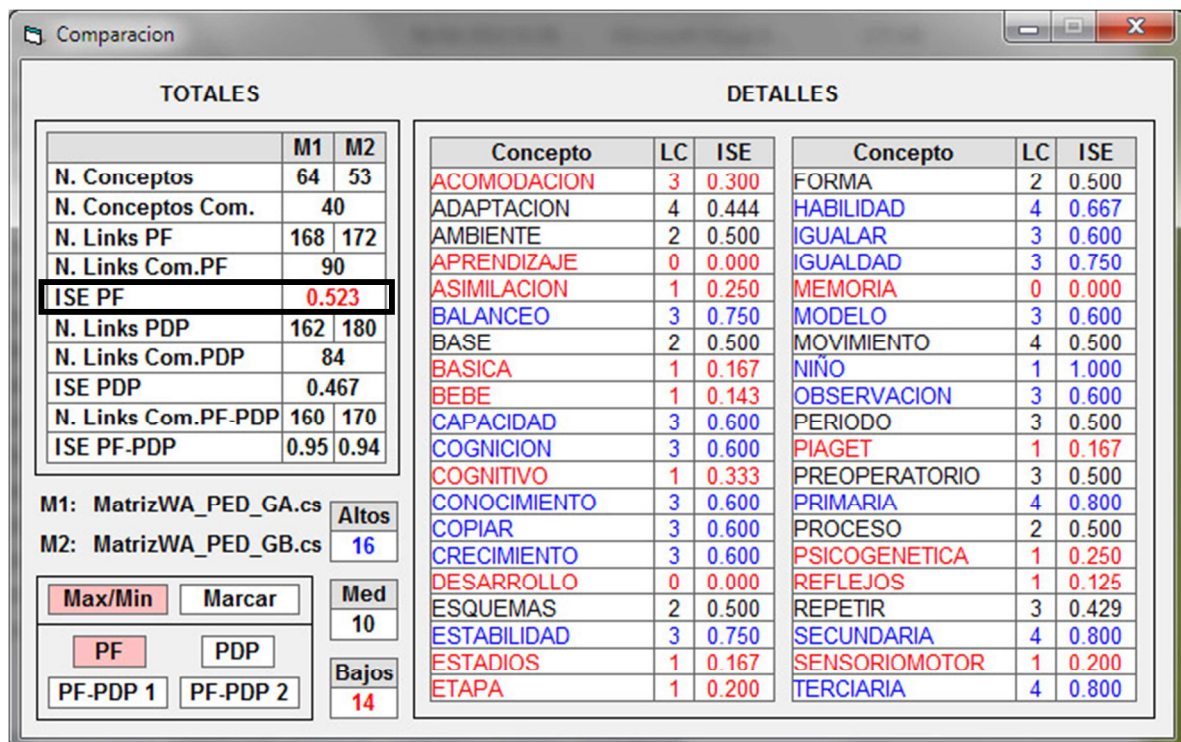 Comparacion
TOTALES
M1 M2
N. Conceptos 64 53
N. Conceptos Com. 40
N. Links PF 168 172
N. Links Com.PF 90
ISE PF 0.523
N. Links PDP 162 180
N. Links Com.PDP 84
ISE PDP 0.467
N. Links Com.PF-PDP 160 170
ISE PF-PDP 0.95 0.94
M1: MatrizWA_PED_GA.cs
M2: MatrizWA_PED_GB.cs
Altos
16
Max/Min Marcar
PF PDP
PF-PDP 1 PF-PDP 2
Med
10
Bajos
14
DETALLES
Concepto LC ISE
ACOMODACION 3 0.300
ADAPTACION 4 0.444
AMBIENTE 2 0.500
APRENDIZAJE 0 0.000
ASIMILACION 1 0.250
BALANCEO 3 0.750
BASE 2 0.500
BASICA 1 0.167
BEBE 1 0.143
CAPACIDAD 3 0.600
COGNICION 3 0.600
COGNITIVO 1 0.333
CONOCIMIENTO 3 0.600
COPIAR 3 0.600
CRECIMIENTO 3 0.600
DESARROLLO 0 0.000
ESQUEMAS 2 0.500
ESTABILIDAD 3 0.750
ESTADIOS 1 0.167
ETAPA 1 0.200
Concepto LC ISE
FORMA 2 0.500
HABILIDAD 4 0.667
IGUALAR 3 0.600
IGUALDAD 3 0.750
MEMORIA 0 0.000
MODELO 3 0.600
MOVIMIENTO 4 0.500
NIÑO 1 1.000
OBSERVACION 3 0.600
PERIODO 3 0.500
PIAGET 1 0.167
PREOPERATORIO 3 0.500
PRIMARIA 4 0.800
PROCESO 2 0.500
PSICOGENETICA 1 0.250
REFLEJOS 1 0.125
REPETIR 3 0.429
SECUNDARIA 4 0.800
SENSORIOMOTOR 1 0.200
TERCIARIA 4 0.800